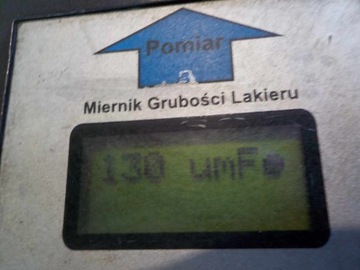 Pomiar
Miernik Grubości Lakieru
130 umFe